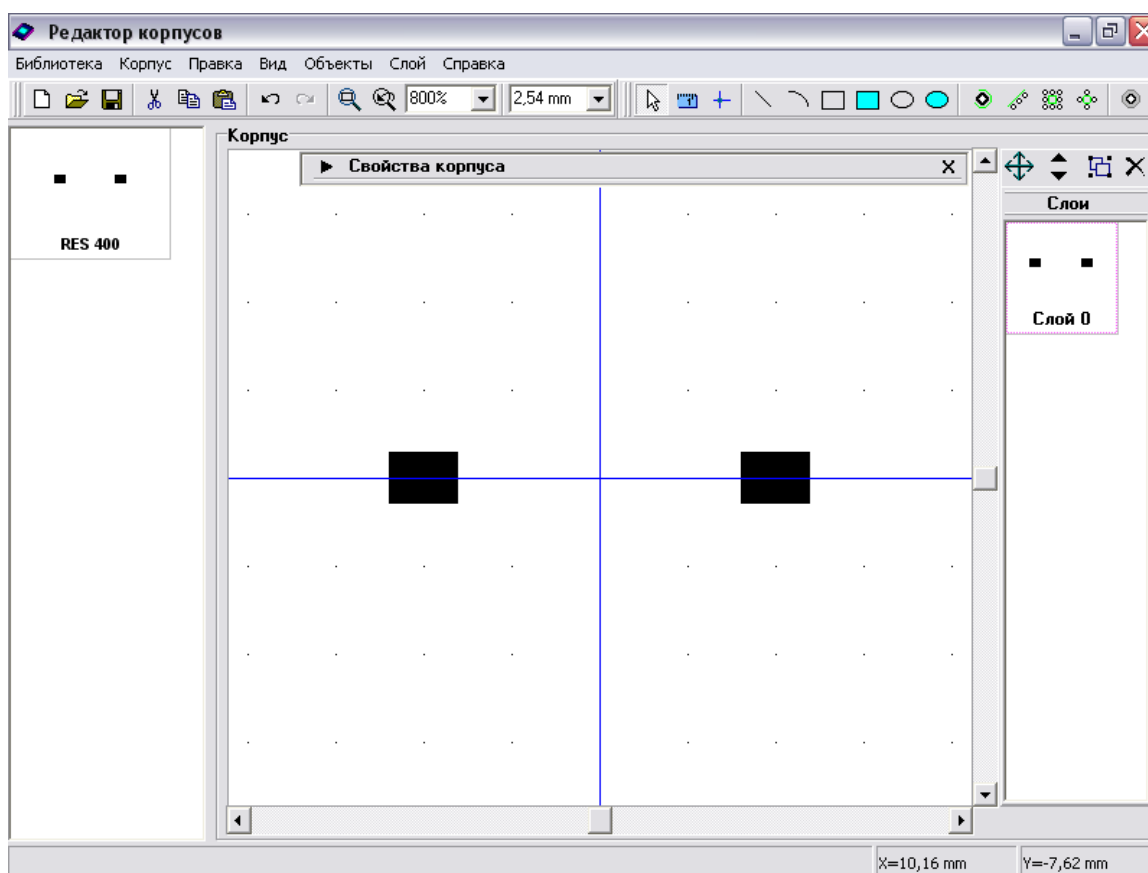 Редактор корпусов
Библиотека Корпус Правка Вид Объекты Слой Справка
800% 2,54 mm
Корпус
RES 400
Свойства корпуса
Слои
Слой 0
X=10,16 mm Y=-7,62 mm